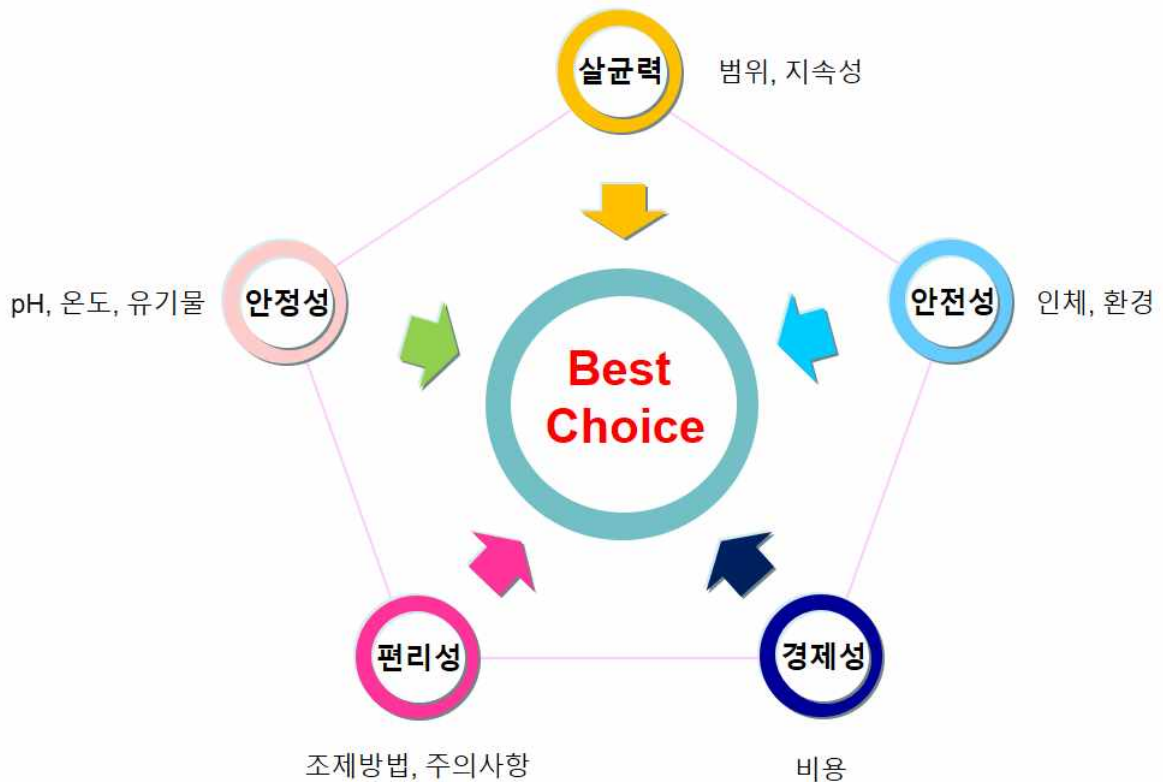 살균력
범위, 지속성
안정성
pH, 온도, 유기물
안전성
인체, 환경
Best
Choice
편리성
조제방법, 주의사항
경제성
비용